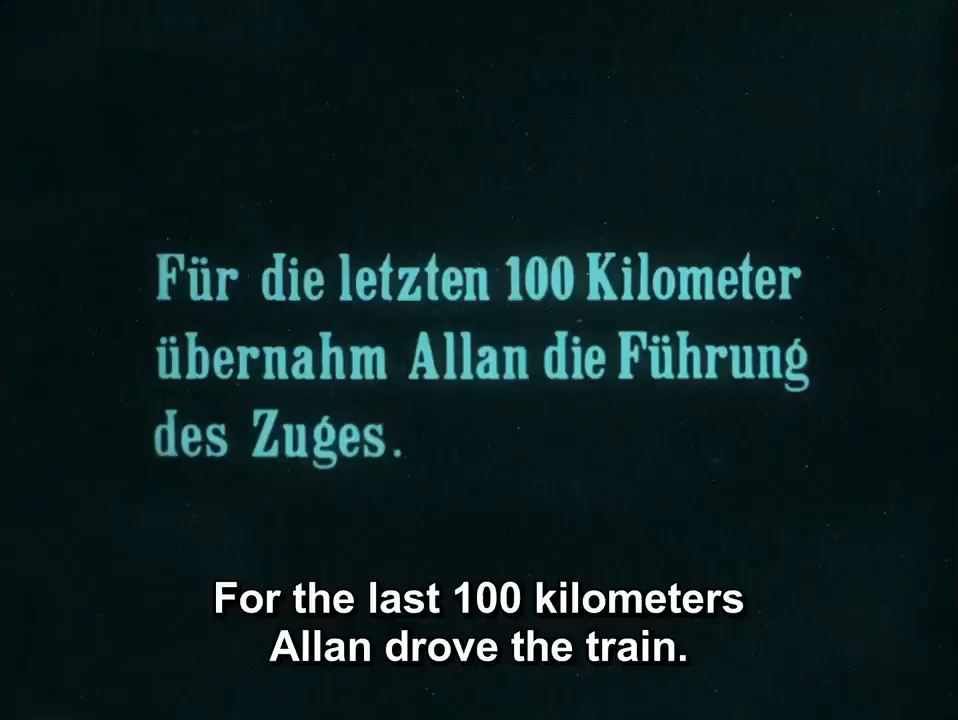 Für die letzten 100 Kilometer
übernahm Allan die Führung
des Zuges.
For the last 100 kilometers
Allan drove the train.